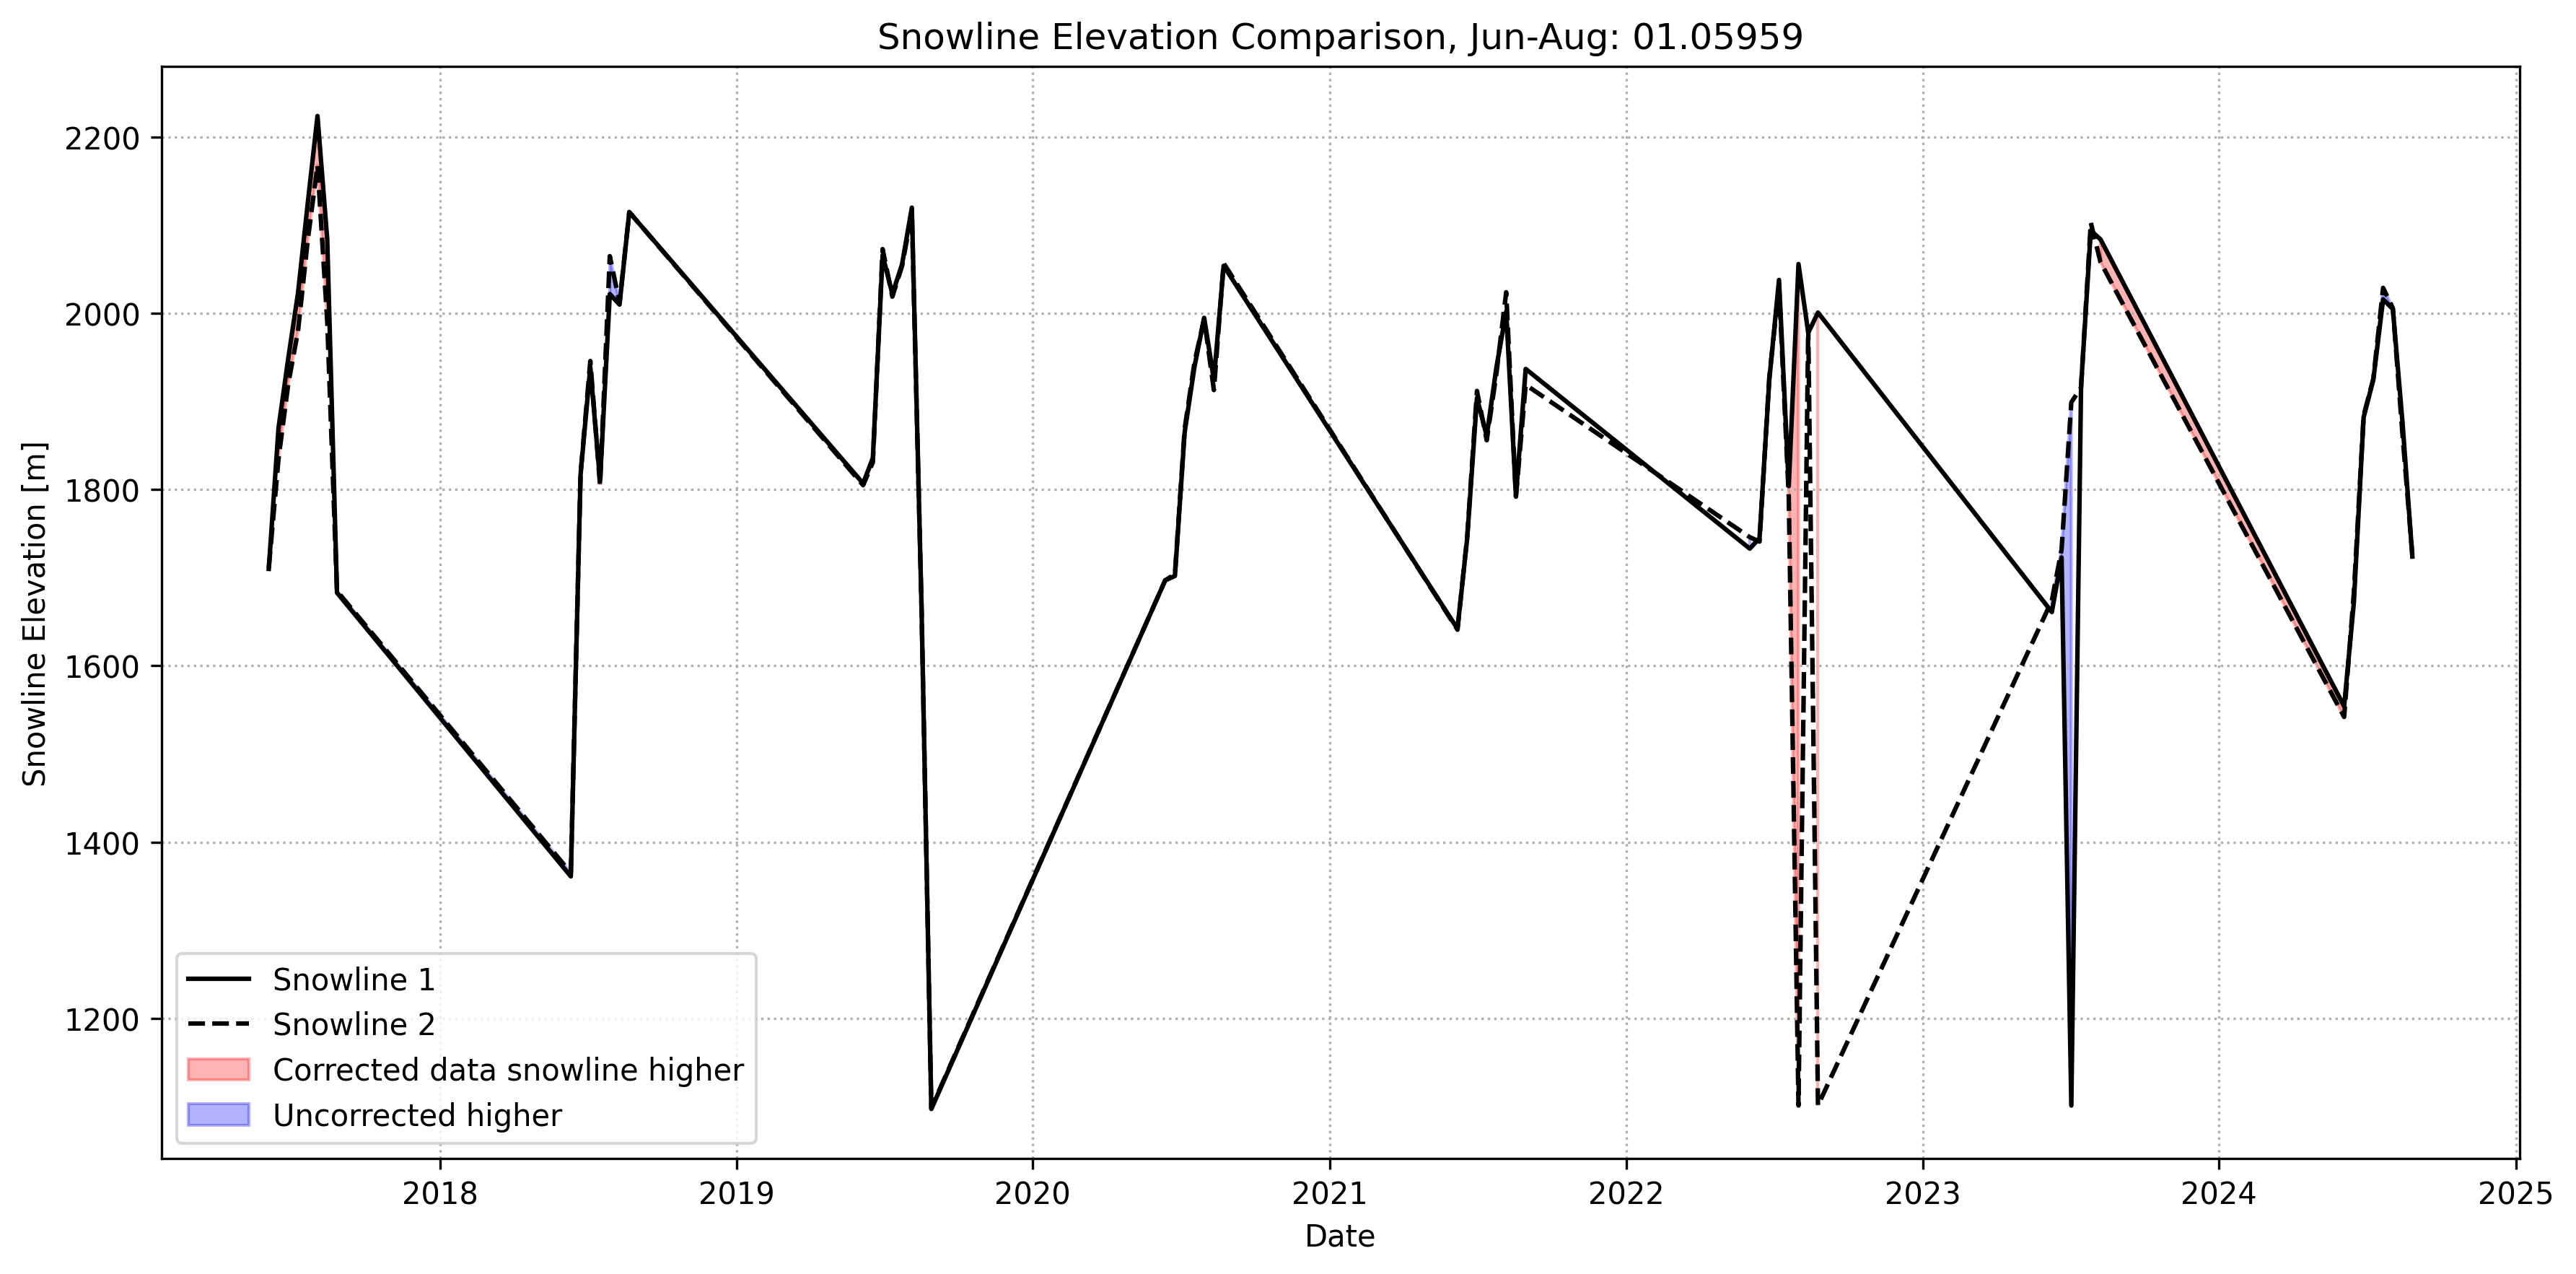 Snowline Elevation Comparison, Jun-Aug: 01.05959
Snowline Elevation [m]
2200
2000
1800
1600
1400
1200
Snowline 1
Snowline 2
Corrected data snowline higher
Uncorrected higher
2018
2019
2020
2021
2022
2023
2024
2025
Date